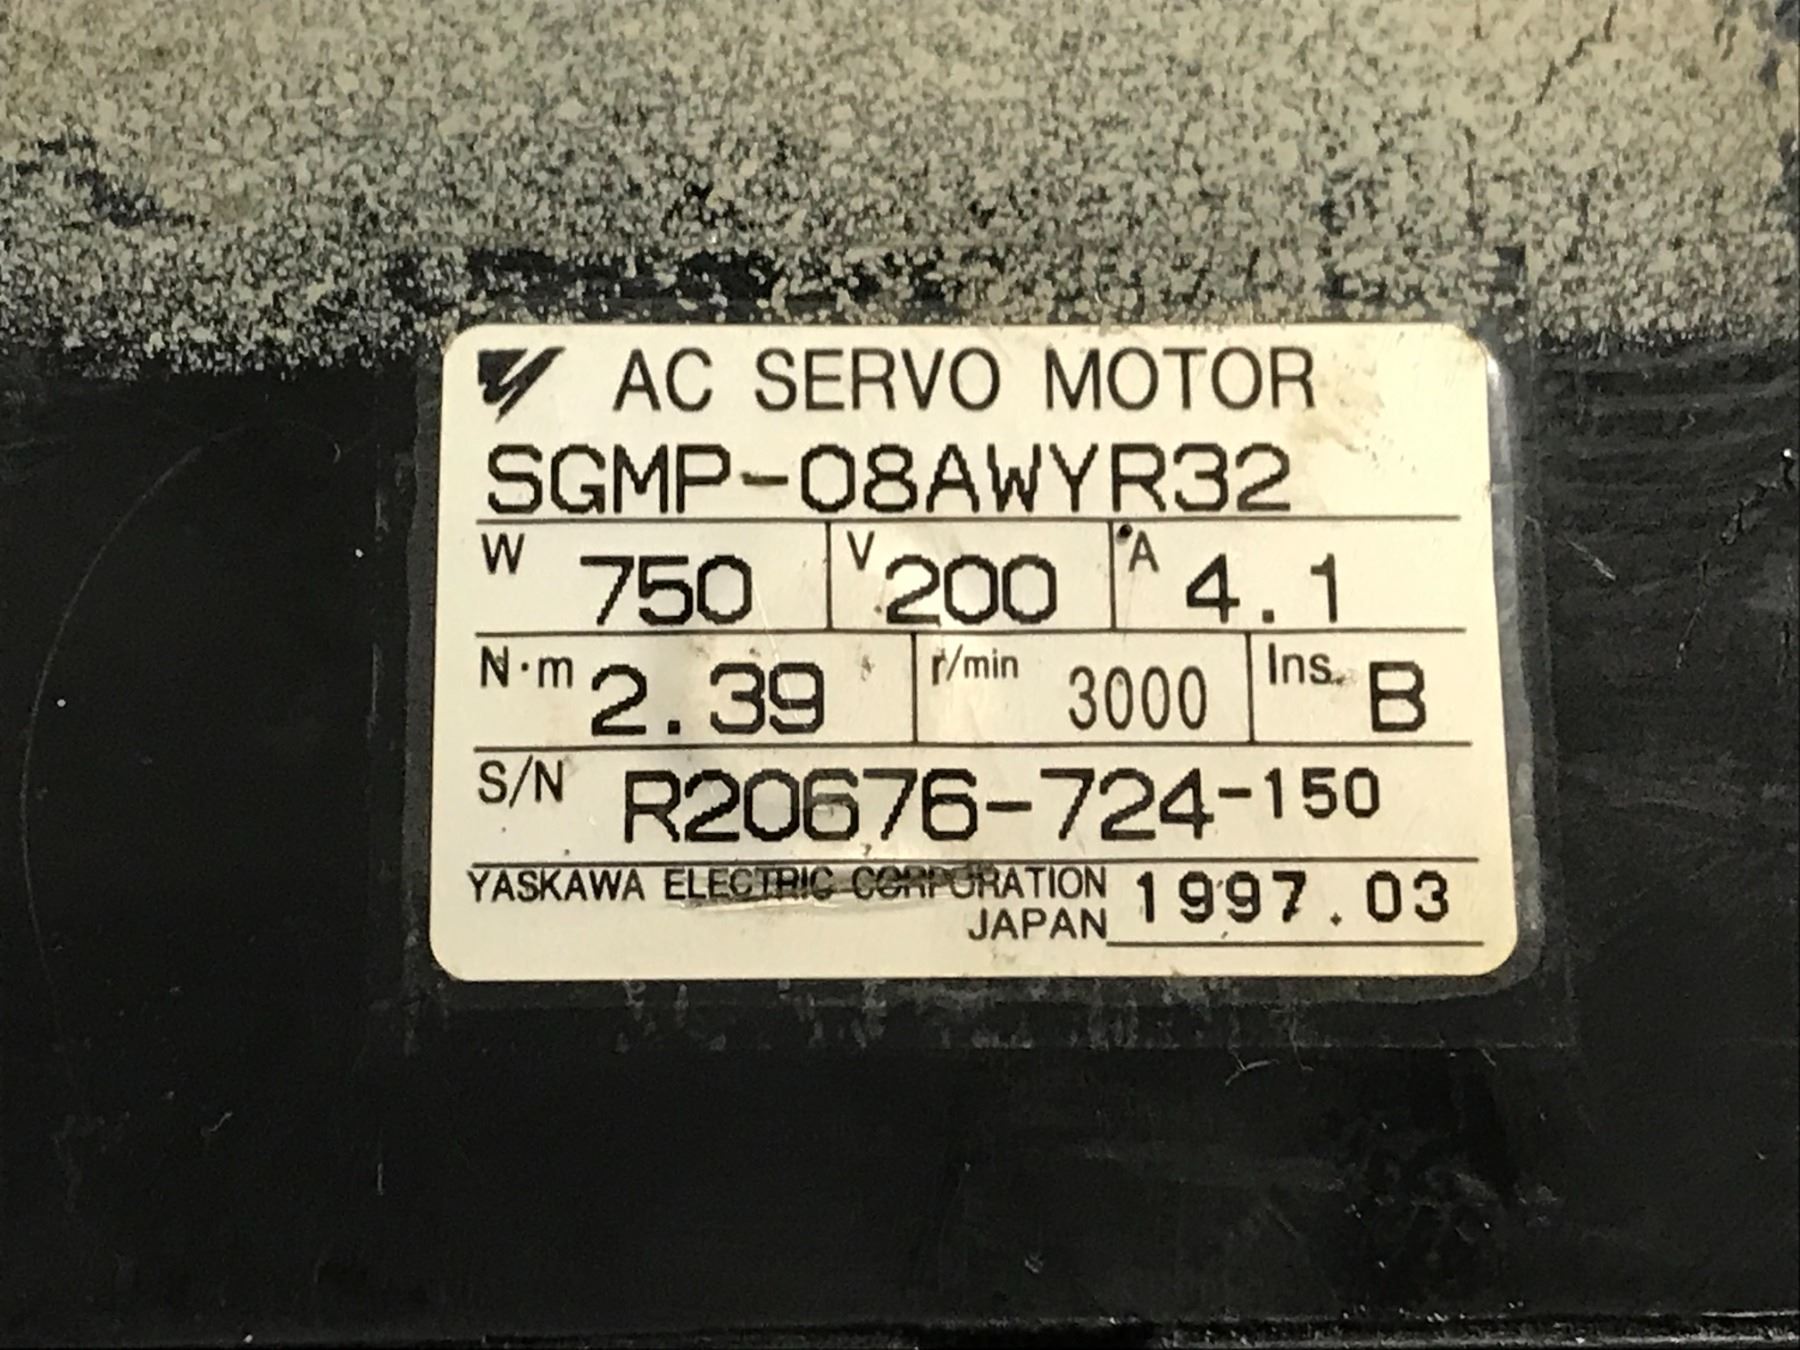 AC SERVO MOTOR
SGMP-08AWYR32
W 750 V 200 A 4.1
N·m 2.39 r/min 3000 Ins. B
S/N R20676-724-150
YASKAWA ELECTRIC CORPORATION 1997.03
JAPAN